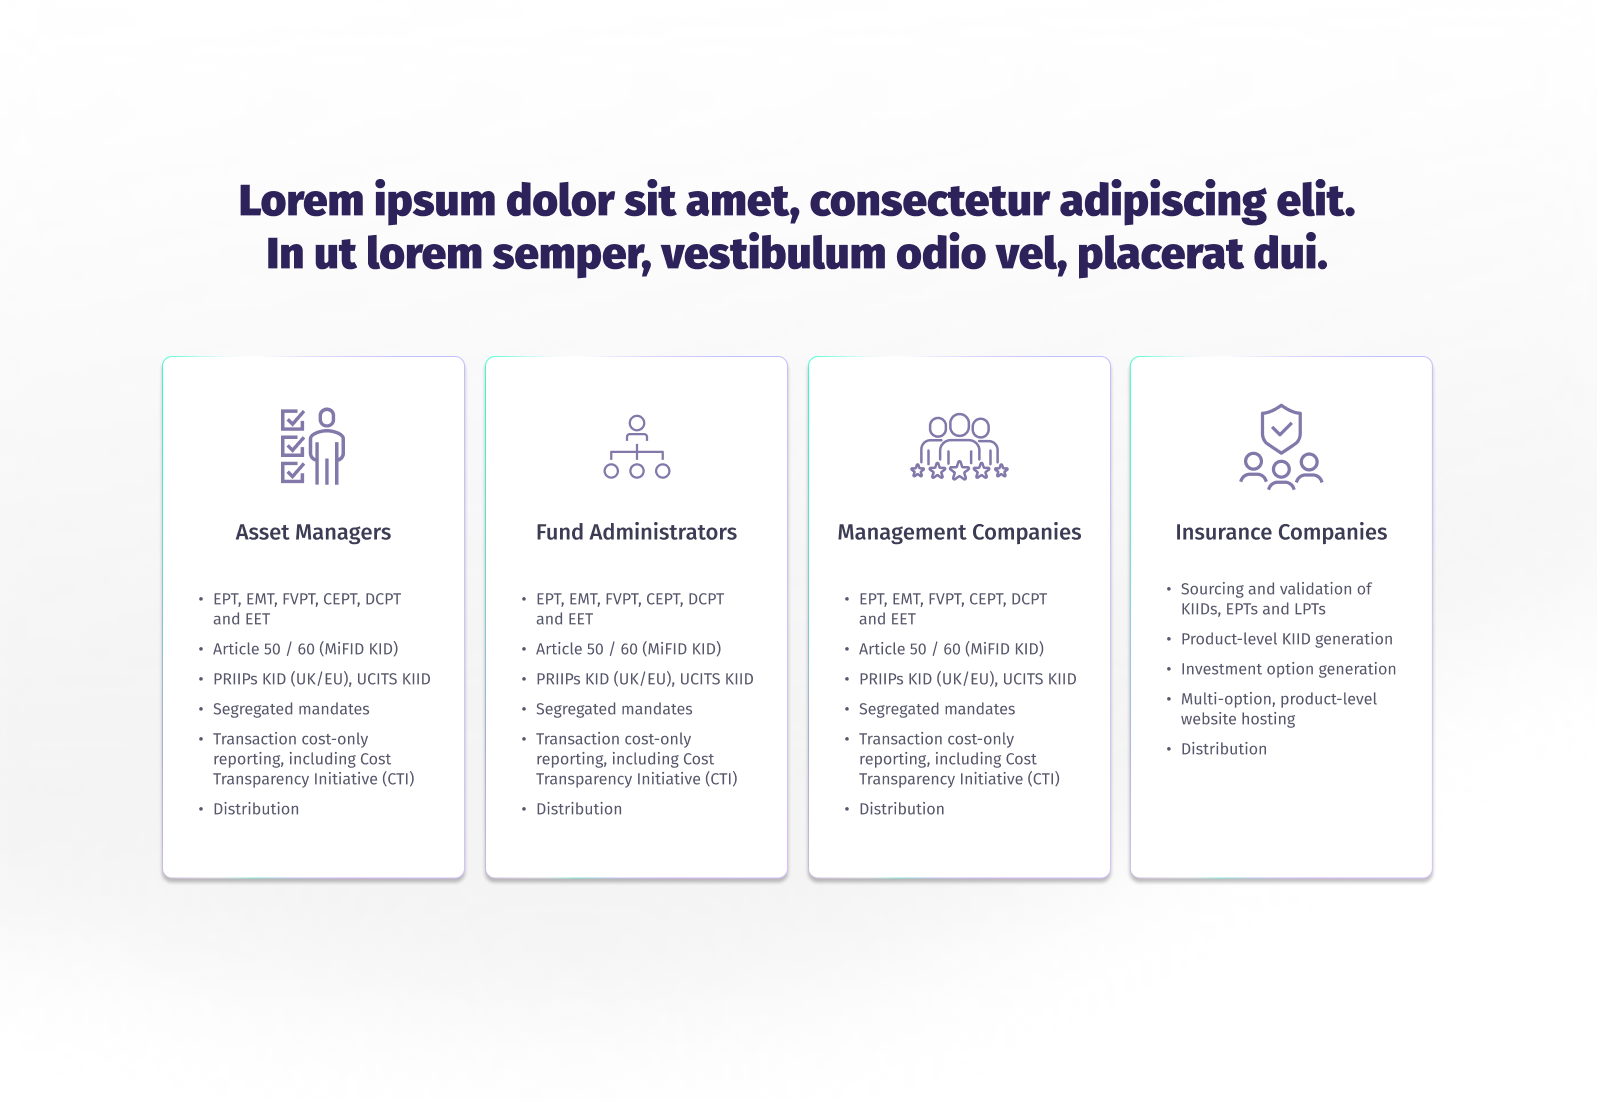 Lorem ipsum dolor sit amet, consectetur adipiscing elit.
In ut lorem semper, vestibulum odio vel, placerat dui.
Asset Managers
• EPT, EMT, FVPT, CEPT, DCPT
and EET
• Article 50 / 60 (MiFID KID)
• PRIIPs KID (UK/EU), UCITS KIID
• Segregated mandates
• Transaction cost-only
reporting, including Cost
Transparency Initiative (CTI)
• Distribution
Fund Administrators
• EPT, EMT, FVPT, CEPT, DCPT
and EET
• Article 50 / 60 (MiFID KID)
• PRIIPs KID (UK/EU), UCITS KIID
• Segregated mandates
• Transaction cost-only
reporting, including Cost
Transparency Initiative (CTI)
• Distribution
Management Companies
• EPT, EMT, FVPT, CEPT, DCPT
and EET
• Article 50 / 60 (MiFID KID)
• PRIIPs KID (UK/EU), UCITS KIID
• Segregated mandates
• Transaction cost-only
reporting, including Cost
Transparency Initiative (CTI)
• Distribution
Insurance Companies
• Sourcing and validation of
KIIDs, EPTs and LPTs
• Product-level KIID generation
• Investment option generation
• Multi-option, product-level
website hosting
• Distribution